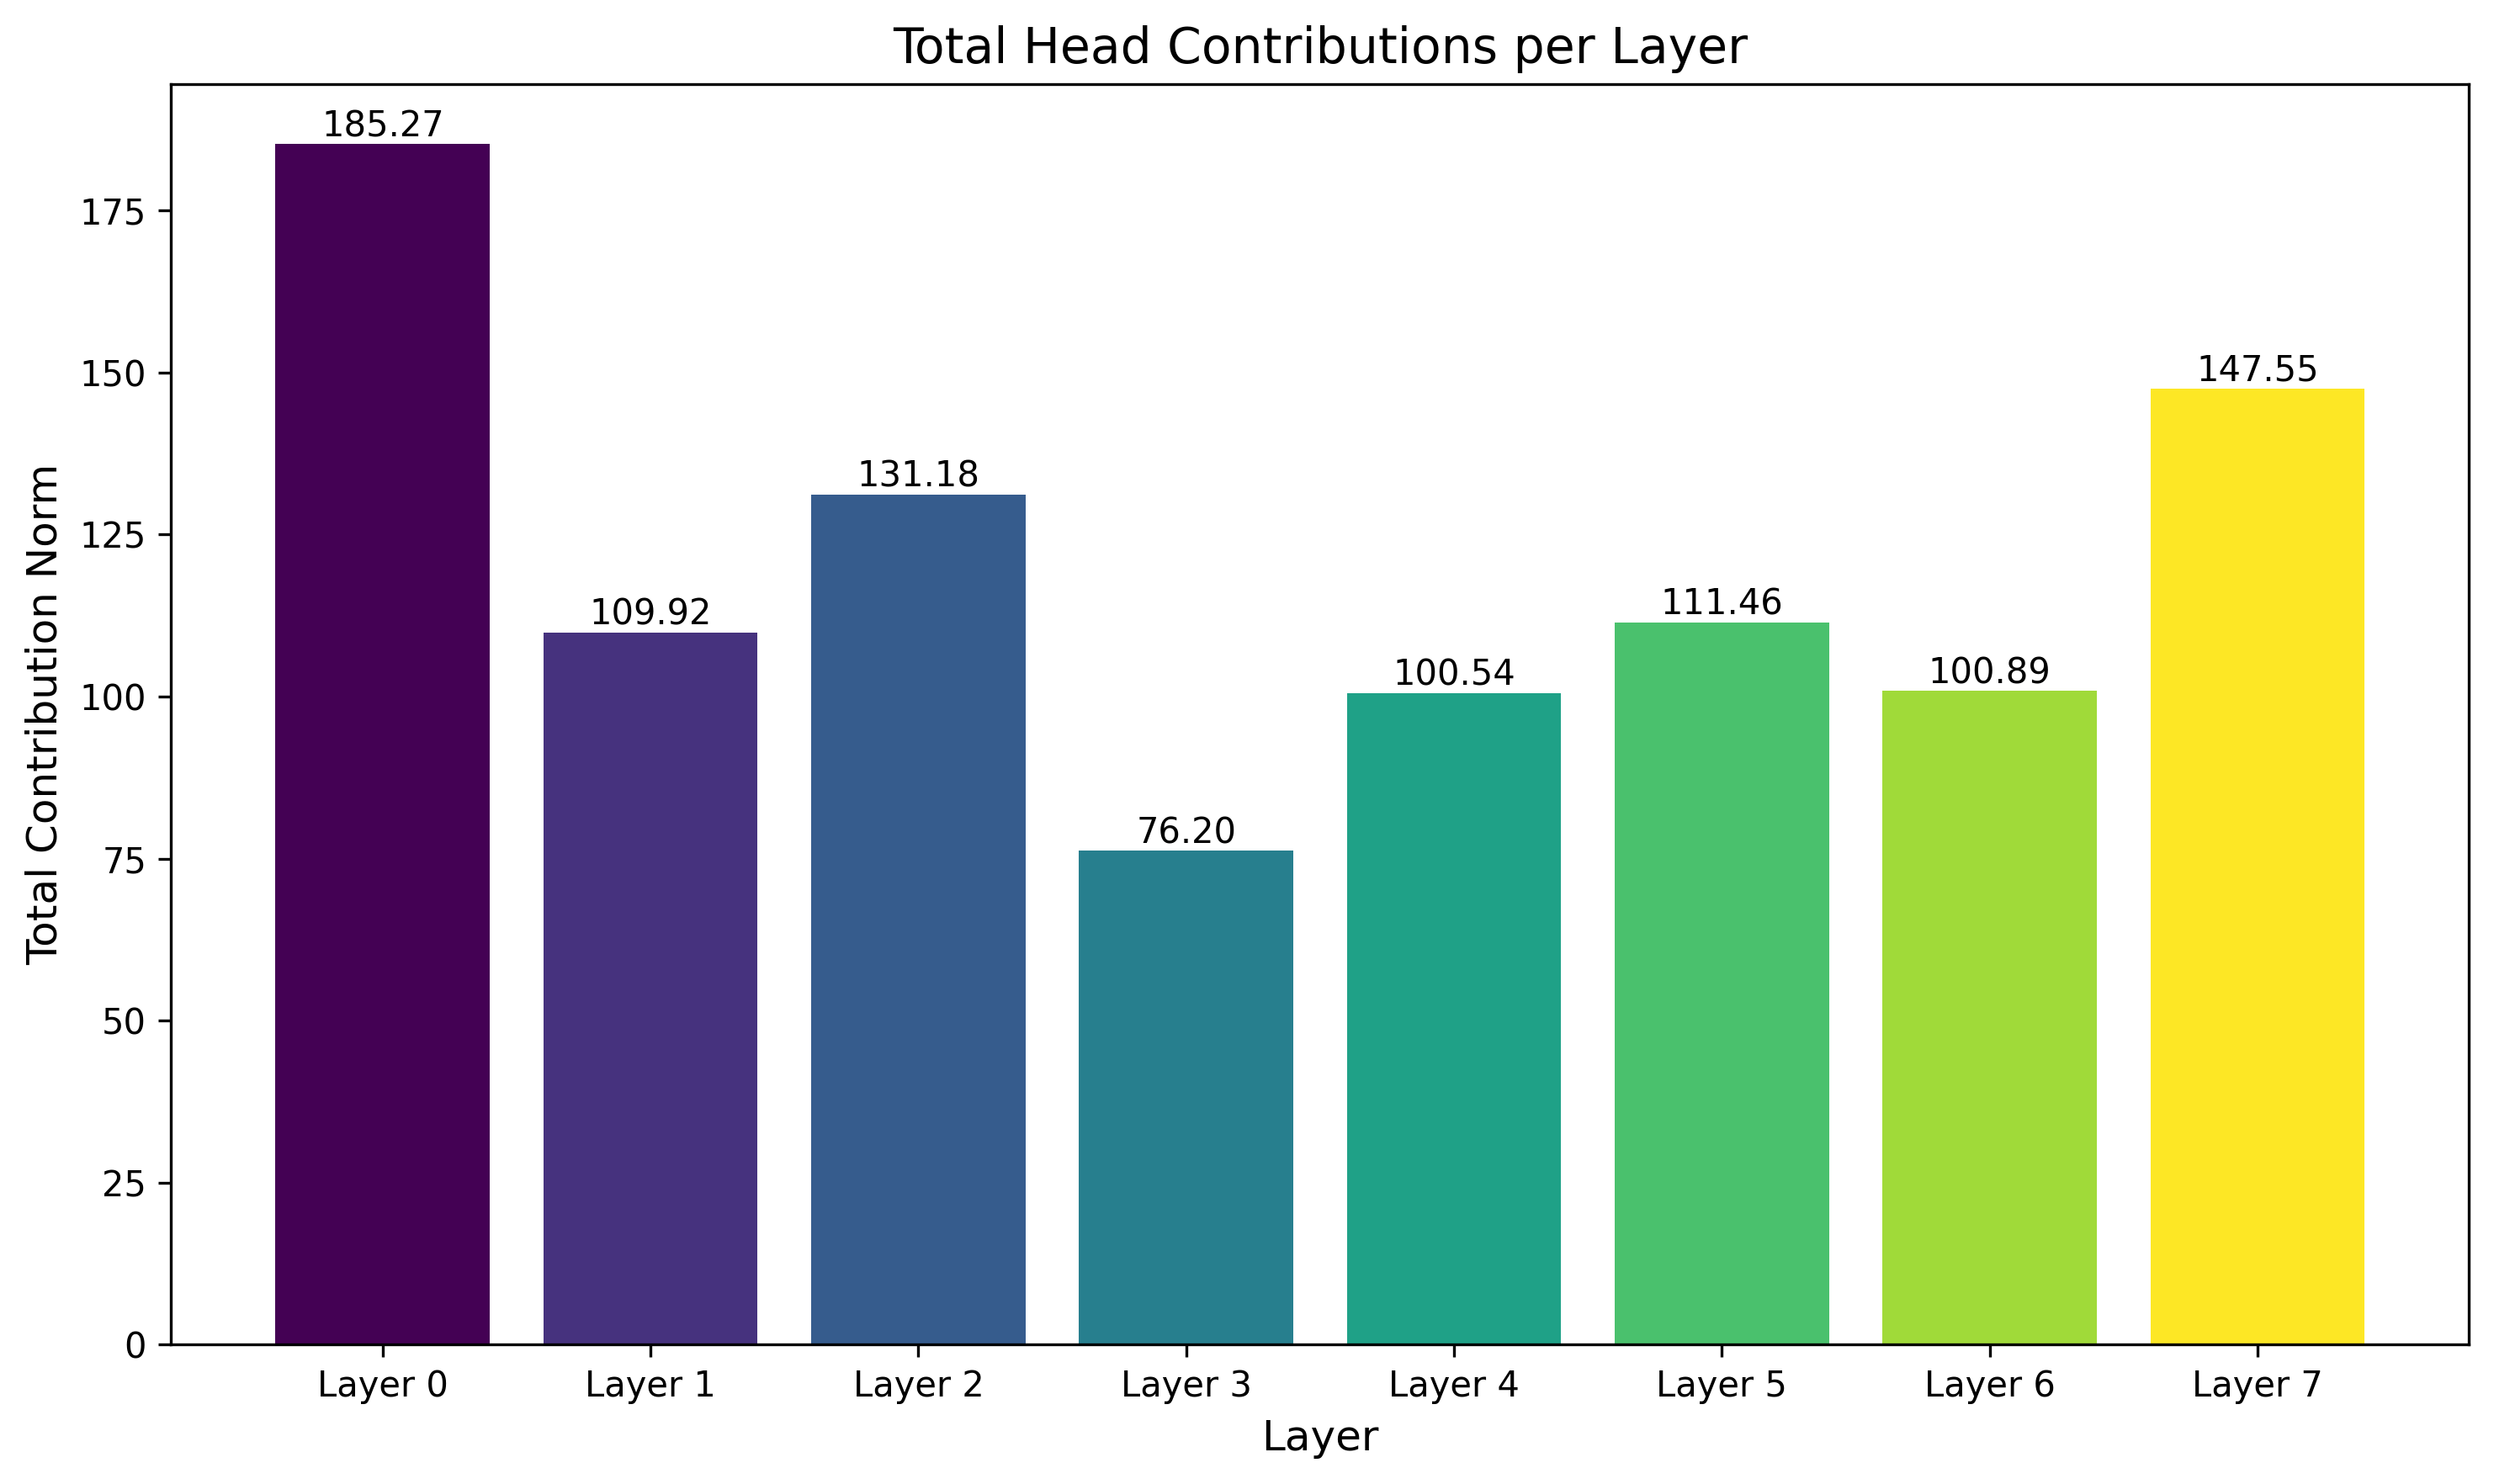 Total Head Contributions per Layer
185.27
175
150
147.55
131.18
125
109.92
111.46
100.54
100.89
100
76.20
75
50
25
0
Total Contribution Norm
Layer 0
Layer 1
Layer 2
Layer 3
Layer 4
Layer 5
Layer 6
Layer 7
Layer